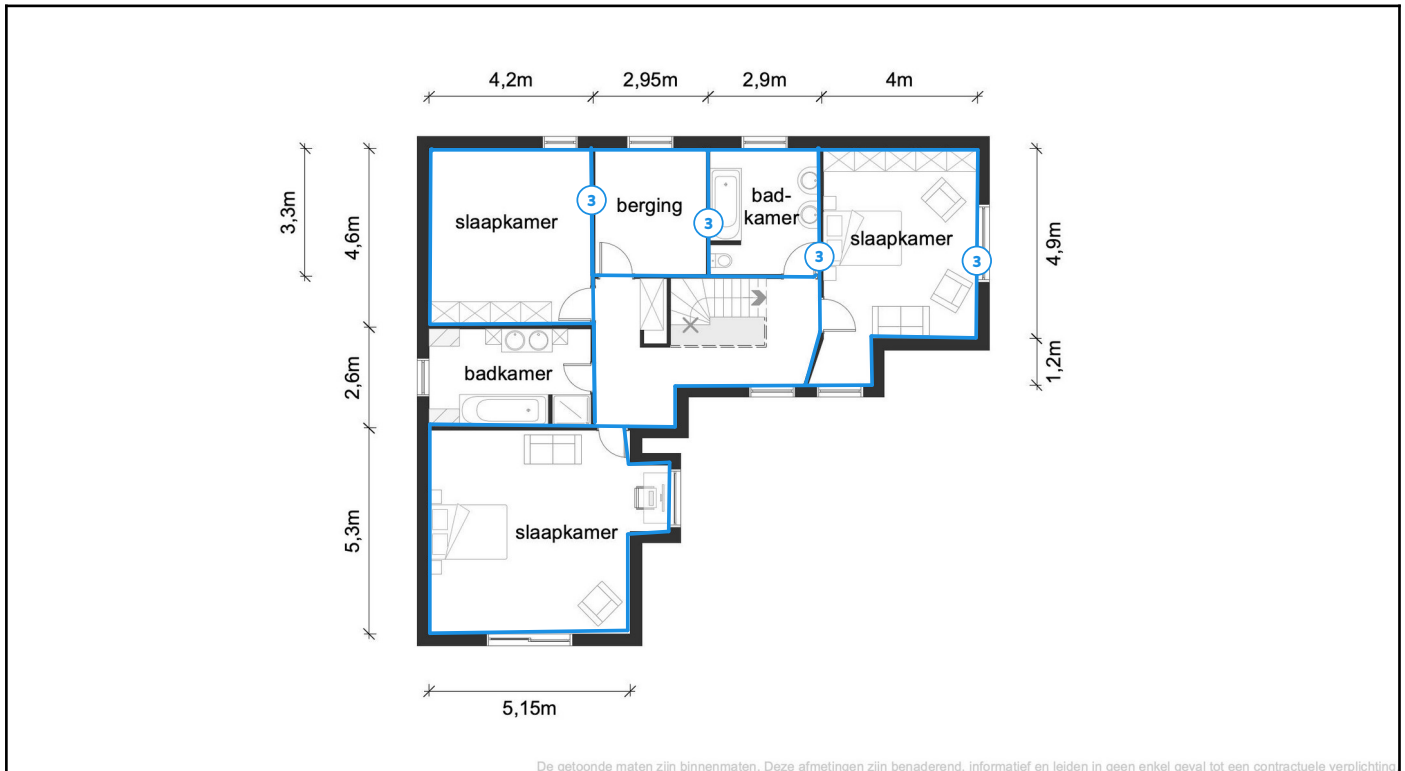 4,2m
2,95m
2,9m
4m
3,3m
4,6m
2,6m
5,3m
4,9m
1,2m
slaapkamer
3
berging
3
bad-
kamer
3
slaapkamer
3
badkamer
slaapkamer
5,15m
De getoonde maten zijn binnenmaten. Deze afmetingen zijn benaderend, informatief en leiden in geen enkel geval tot een contractuele verplichting